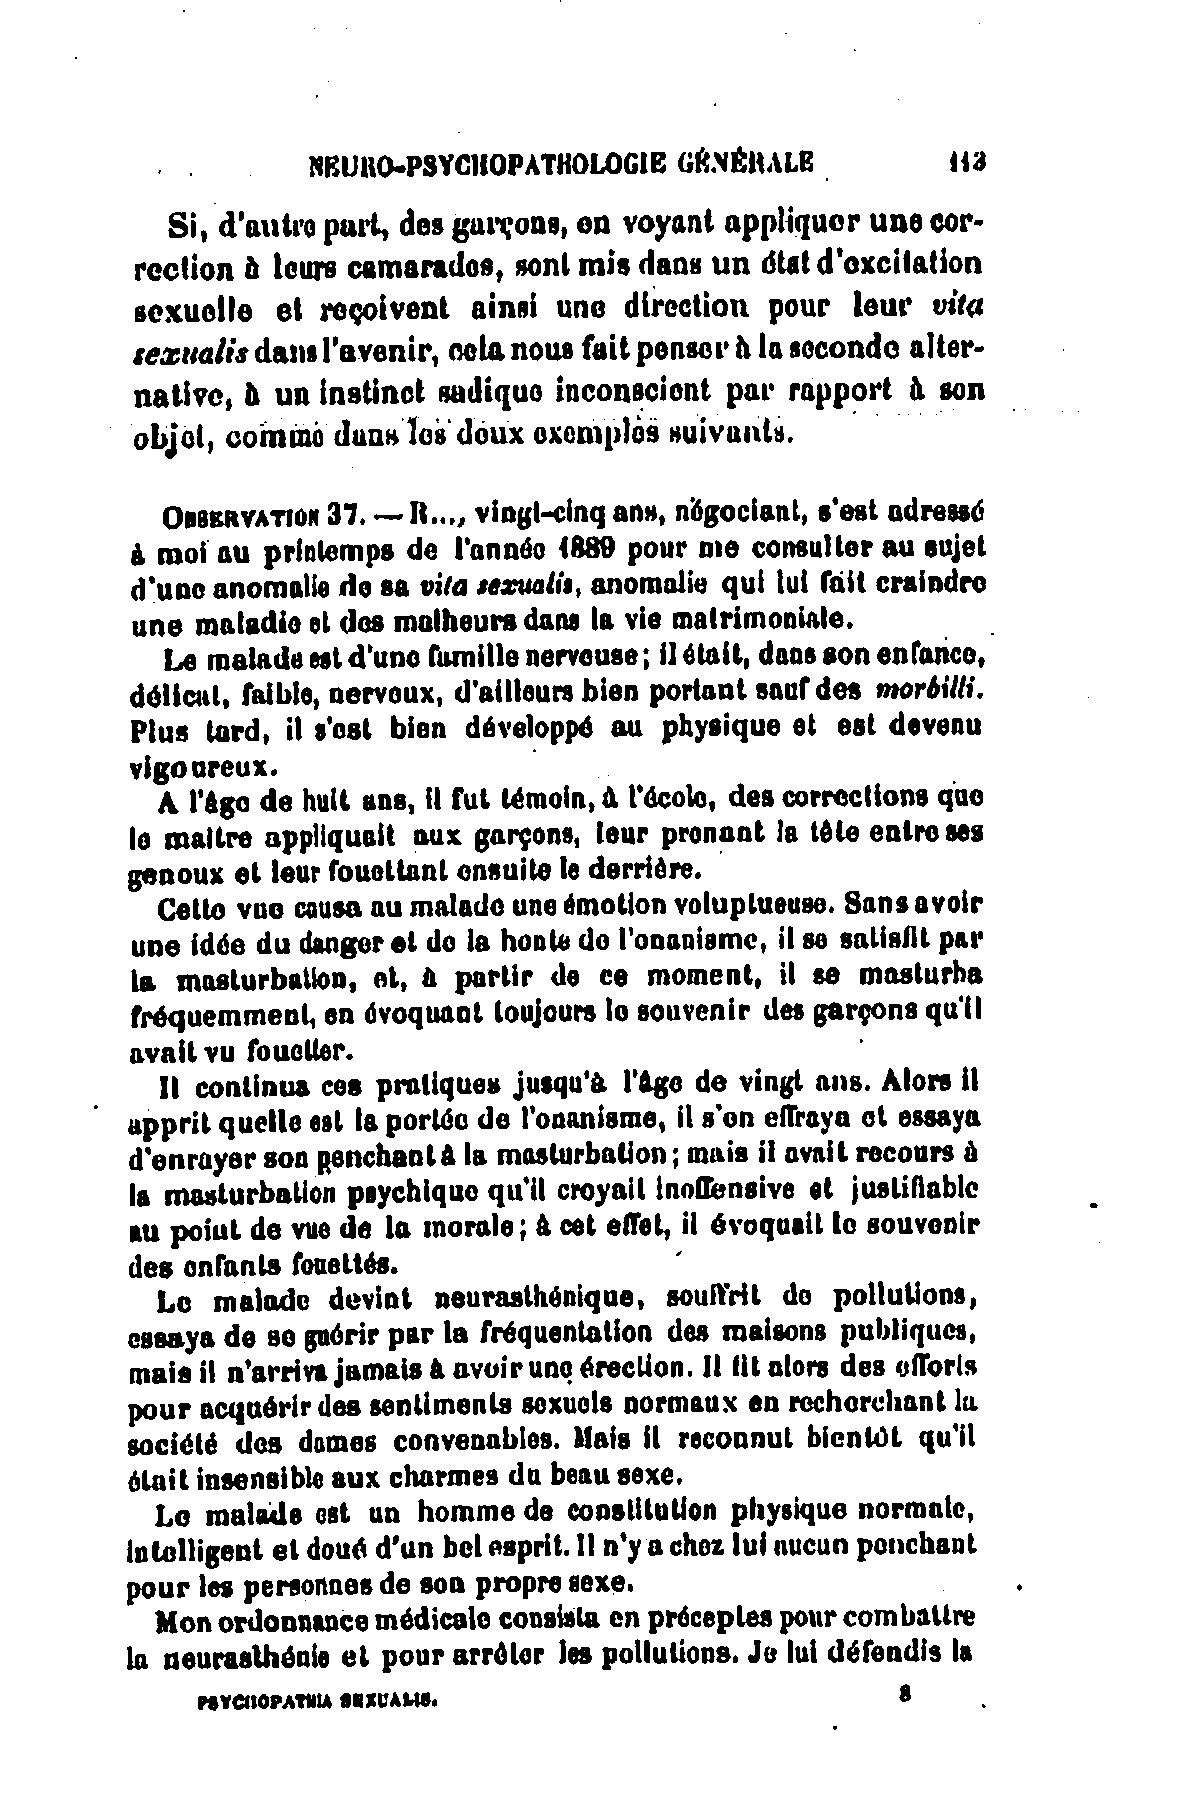 NEURO-PSYCHOPATHOLOGIE GÉNÉRALE 113
Si, d'autre part, des garçons, en voyant appliquer une cor-
rection à leurs camarades, sont mis dans un état d'excitation
sexuelle et reçoivent ainsi une direction pour leur vita
sexualis dans l'avenir, cela nous fait penser à la seconde alter-
native, à un instinct sadique inconscient par rapport à son
objet, comme dans les deux exemples suivants.
OBSERVATION 37. — R..., vingt-cinq ans, négociant, s'est adressé
à moi au printemps de l'année 1889 pour me consulter au sujet
d'une anomalie de sa vita sexualis, anomalie qui lui fait craindre
une maladie et des malheurs dans la vie matrimoniale.
Le malade est d'une famille nerveuse; il était, dans son enfance,
délicat, faible, nerveux, d'ailleurs bien portant sauf des morbilli.
Plus tard, il s'est bien développé au physique et est devenu
vigoureux.
A l'âge de huit ans, il fut témoin, à l'école, des corrections que
le maître appliquait aux garçons, leur prenant la tête entre ses
genoux et leur fouettant ensuite le derrière.
Cette vue causa au malade une émotion voluptueuse. Sans avoir
une idée du danger et de la honte de l'onanisme, il se satisfit par
la masturbation, et, à partir de ce moment, il se masturba
fréquemment, en évoquant toujours le souvenir des garçons qu'il
avait vu fouetter.
Il continua ces pratiques jusqu'à l'âge de vingt ans. Alors il
apprit quelle est la portée de l'onanisme, il s'en effraya et essaya
d'enrayer son penchant à la masturbation; mais il avait recours à
la masturbation psychique qu'il croyait inoffensive et justifiable
au point de vue de la morale; à cet effet, il évoquait le souvenir
des enfants fouettés.
Le malade devint neurasthénique, souffrit de pollutions,
essaya de se guérir par la fréquentation des maisons publiques,
mais il n'arriva jamais à avoir une érection. Il fit alors des efforts
pour acquérir des sentiments sexuels normaux en recherchant la
société des dames convenables. Mais il reconnut bientôt qu'il
était insensible aux charmes du beau sexe.
Le malade est un homme de constitution physique normale,
intelligent et doué d'un bel esprit. Il n'y a chez lui aucun penchant
pour les personnes de son propre sexe.
Mon ordonnance médicale consista en préceptes pour combattre
la neurasthénie et pour arrêter les pollutions. Je lui défendis la
PSYCHOPATHIA SEXUALIS. 8